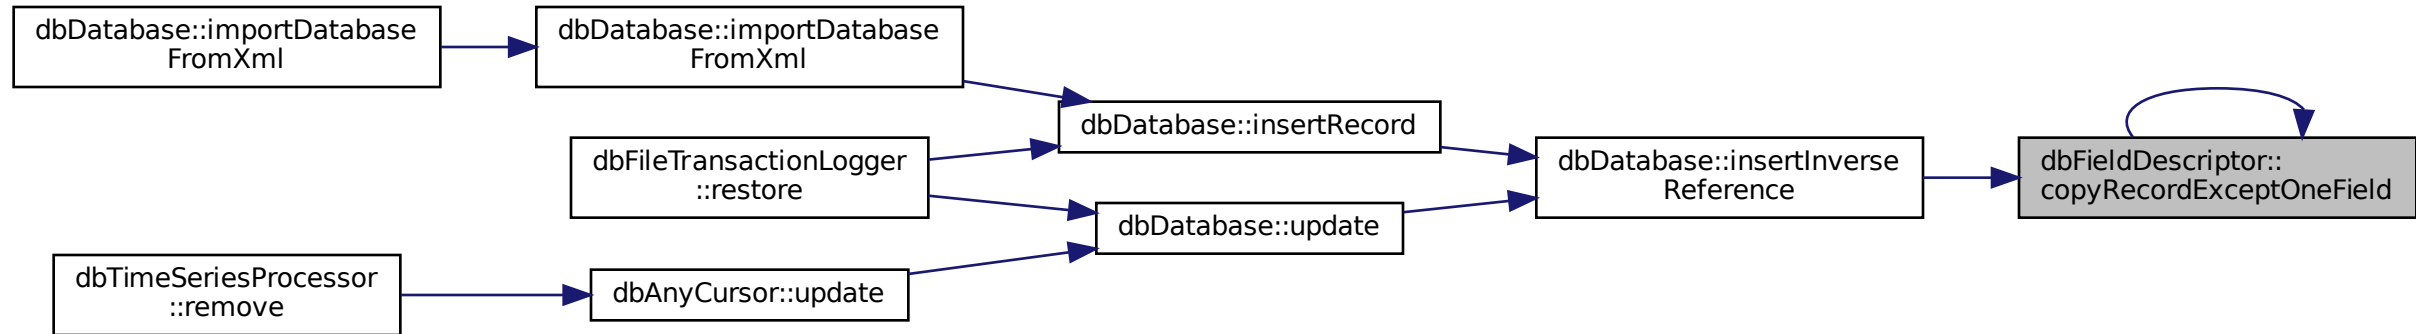 dbDatabase::importDatabase
FromXml
dbDatabase::importDatabase
FromXml
dbDatabase::insertRecord
dbFileTransactionLogger
::restore
dbDatabase::insertInverse
Reference
dbFieldDescriptor::
copyRecordExceptOneField
dbDatabase::update
dbTimeSeriesProcessor
::remove
dbAnyCursor::update